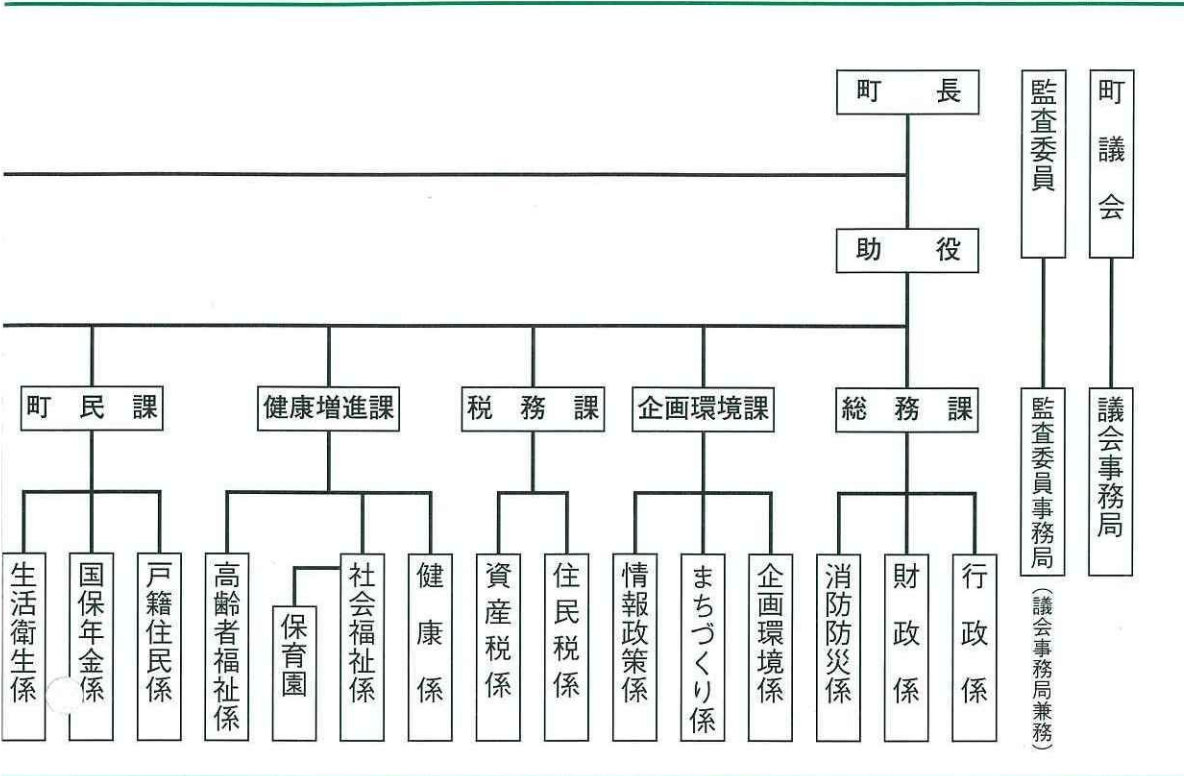 町議会
議会事務局
監査委員
監査委員事務局
（議会事務局兼務）
町長
助役
総務課
行政係
財政係
消防防災係
企画環境課
企画環境係
まちづくり係
情報政策係
税務課
住民税係
資産税係
健康増進課
健康係
社会福祉係
保育園
高齢者福祉係
町民課
戸籍住民係
国保年金係
生活衛生係